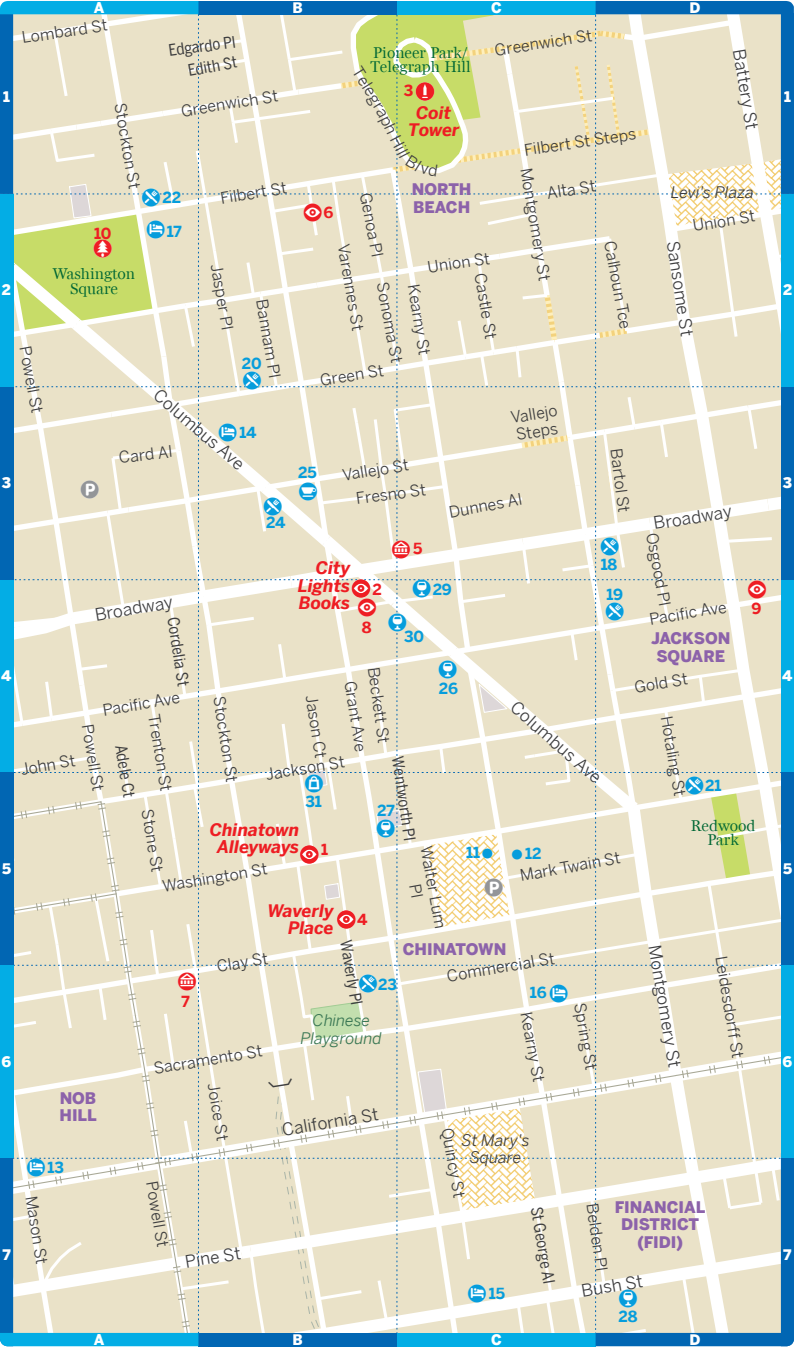 A
B
C
D
Lombard St
Edgardo Pl
Edith St
Pioneer Park/
Telegraph Hill
Greenwich St
Battery St
1
1
3
Coit
Tower
Greenwich St
Telegraph Hill Blvd
Stockton St
Filbert St Steps
22
Filbert St
NORTH
BEACH
Montgomery St
Alta St
Levi's Plaza
6
Genoa Pl
17
10
Union St
Washington
Square
Jasper Pl
Bannam Pl
Varennes St
Sonoma St
Kearny St
Union St
Castle St
Calhoun Tce
Sansome St
2
2
Powell St
20
Green St
Columbus Ave
14
Vallejo
Steps
Card Al
Vallejo St
25
P
3
3
Fresno St
24
Dunnes Al
Bartol St
Broadway
5
18
Osgood Pl
City
Lights
Books
2
29
8
30
19
Pacific Ave
9
Broadway
Cordelia St
JACKSON
SQUARE
4
4
26
Beckett St
Grant Ave
Gold St
Pacific Ave
Stockton St
Jason Ct
Columbus Ave
Hotaling St
John St
Powell St
Adele Ct
Trenton St
Jackson St
31
Wentworth Pl
21
27
Stone St
Chinatown
Alleyways
1
Redwood
Park
11
12
5
5
Washington St
Walter Lum
Pl
P
Mark Twain St
Waverly
Place
4
CHINATOWN
Clay St
Waverly Pl
Commercial St
Montgomery St
Leidesdorff St
7
23
16
Chinese
Playground
Kearny St
Spring St
6
6
Sacramento St
NOB
HILL
Joice St
California St
St Mary's
Square
Quincy St
13
Mason St
Powell St
St George Al
Belden Pl
FINANCIAL
DISTRICT
(FIDI)
7
7
Pine St
15
Bush St
28
A
B
C
D